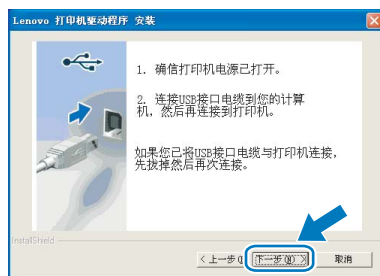 Lenovo 打印机驱动程序 安装
1. 确信打印机电源已打开。
2. 连接USB接口电缆到您的计算
机，然后再连接到打印机。
如果您已将USB接口电缆与打印机连接，
先拔掉然后再次连接。
InstallShield
<上一步(
下一步(N) >
取消